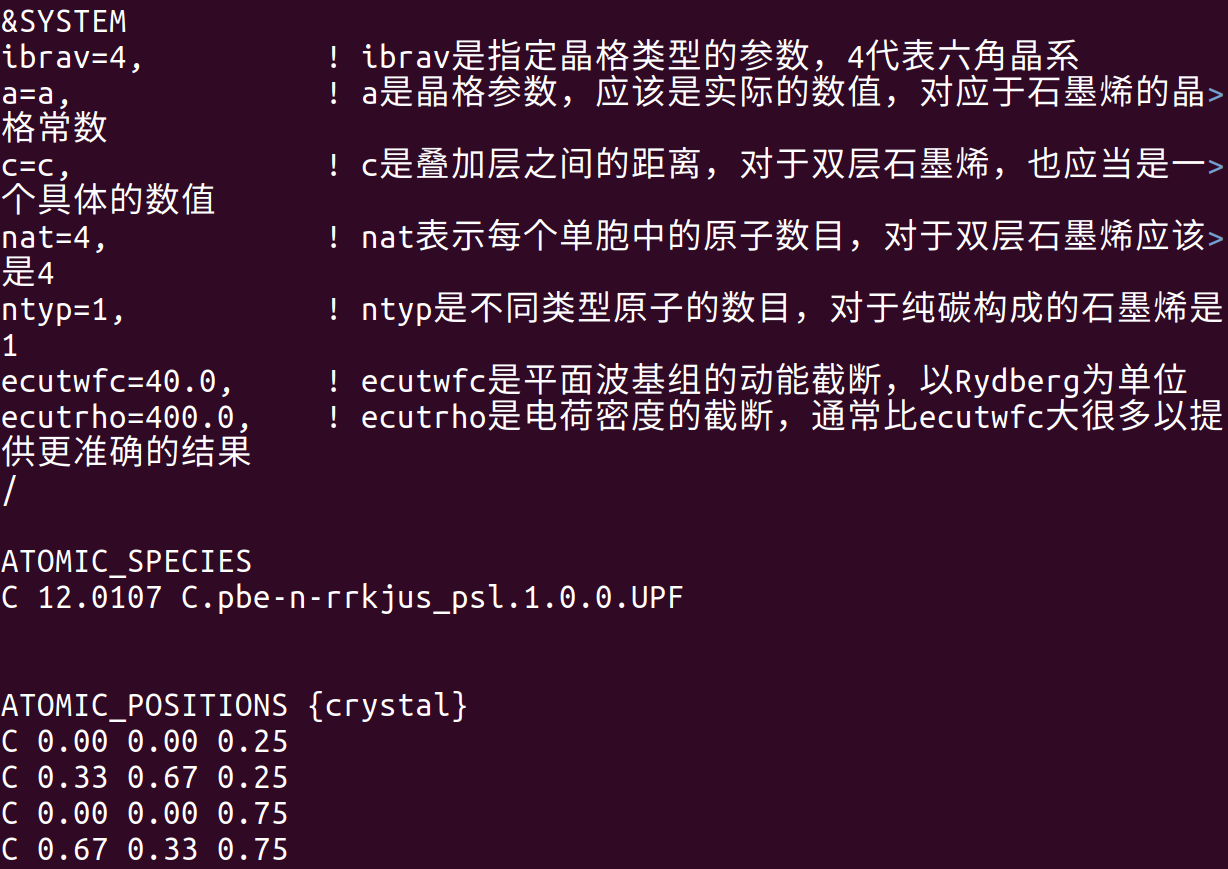 &SYSTEM
ibrav=4,           ! ibrav是指定晶格类型的参数，4代表六角晶系
a=a,               ! a是晶格参数，应该是实际的数值，对应于石墨烯的晶>
格常数
c=c,               ! c是叠加层之间的距离，对于双层石墨烯，也应当是一>
个具体的数值
nat=4,             ! nat表示每个单胞中的原子数目，对于双层石墨烯应该>
是4
ntyp=1,            ! ntyp是不同类型原子的数目，对于纯碳构成的石墨烯是
1
ecutwfc=40.0,      ! ecutwfc是平面波基组的动能截断，以Rydberg为单位
ecutrho=400.0,     ! ecutrho是电荷密度的截断，通常比ecutwfc大很多以提
供更准确的结果
/
ATOMIC_SPECIES
C 12.0107 C.pbe-n-rrkjus_psl.1.0.0.UPF
ATOMIC_POSITIONS {crystal}
C 0.00 0.00 0.25
C 0.33 0.67 0.25
C 0.00 0.00 0.75
C 0.67 0.33 0.75